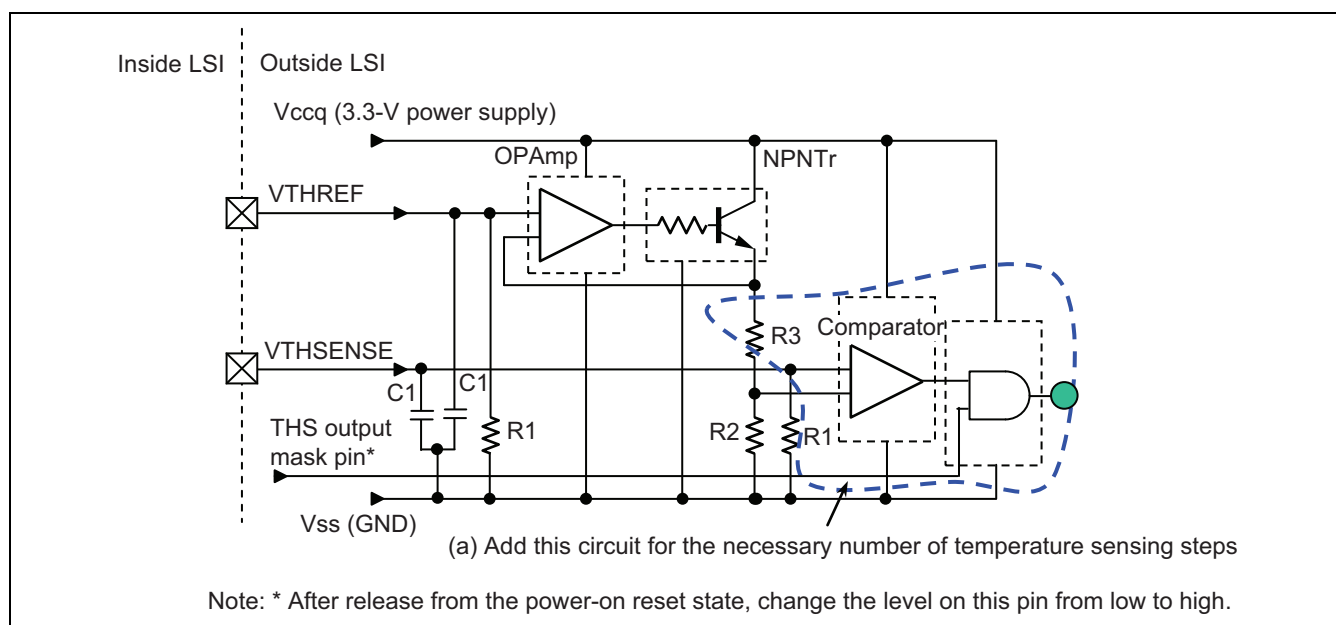 Inside LSI
Outside LSI
Vccq (3.3-V power supply)
OPAmp
NPNTr
VTHREF
Comparator
R3
VTHSENSE
C1
C1
R1
R2
R1
THS output
mask pin*
Vss (GND)
(a) Add this circuit for the necessary number of temperature sensing steps
Note: * After release from the power-on reset state, change the level on this pin from low to high.